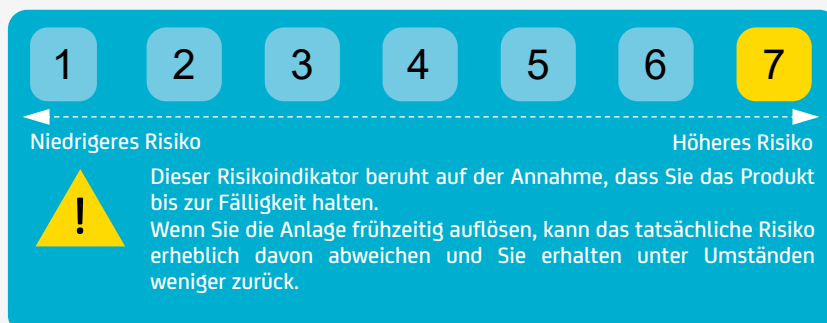 1 2 3 4 5 6 7
Niedrigeres Risiko Höheres Risiko
!
Dieser Risikoindikator beruht auf der Annahme, dass Sie das Produkt
bis zur Fälligkeit halten.
Wenn Sie die Anlage frühzeitig auflösen, kann das tatsächliche Risiko
erheblich davon abweichen und Sie erhalten unter Umständen
weniger zurück.